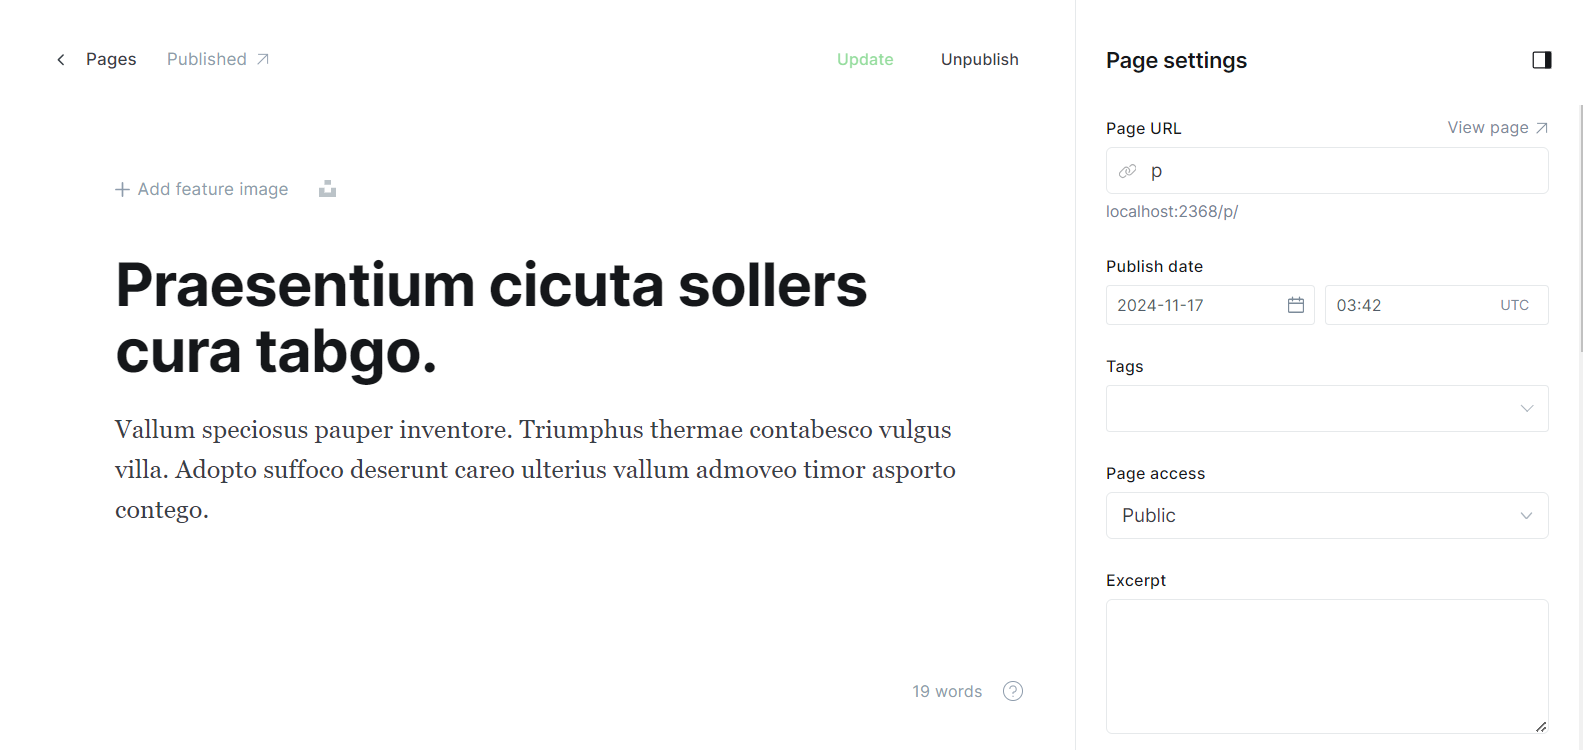 Pages
Published
Update
Unpublish
Add feature image
Praesentium cicuta sollers
cura tabgo.
Vallum speciosus pauper inventore. Triumphus thermae contabesco vulgus
villa. Adopto suffoco deserunt careo ulterius vallum admoveo timor asporto
contego.
19 words
?
Page settings
Page URL
View page
p
localhost:2368/p/
Publish date
2024-11-17
03:42
UTC
Tags
Page access
Public
Excerpt